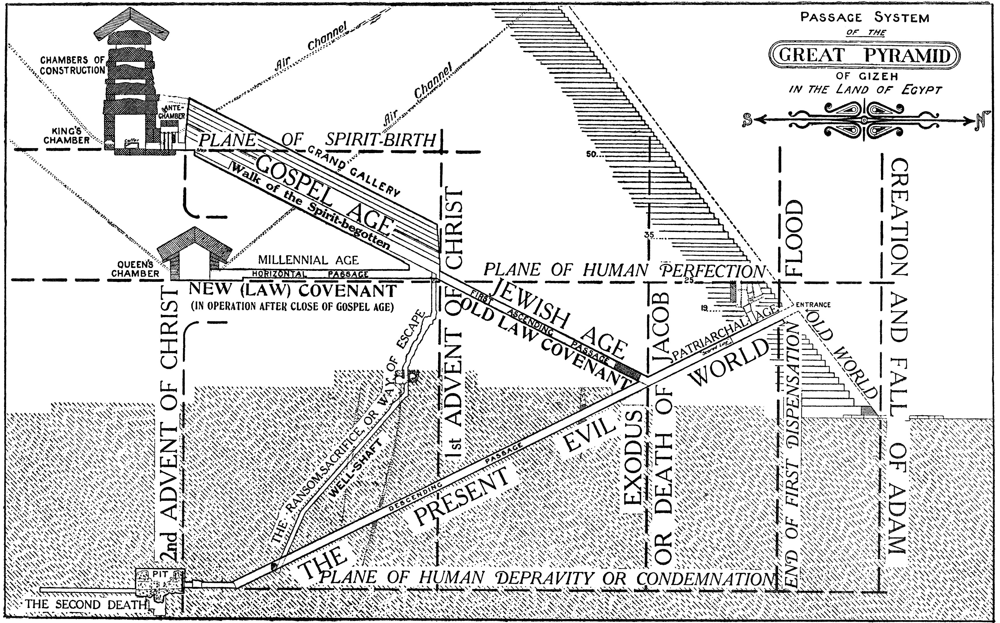 PASSAGE SYSTEM
OF THE
GREAT PYRAMID
OF GIZEH
IN THE LAND OF EGYPT
S
N
Air Channel
Air Channel
CHAMBERS OF
CONSTRUCTION
ANTE-
CHAMBER
KING'S
CHAMBER
Coffer
Step
PLANE OF SPIRIT-BIRTH
GRAND GALLERY
GOSPEL AGE
Walk of the Spirit-begotten
50
35
25
19
QUEEN'S
CHAMBER
MILLENNIAL AGE
HORIZONTAL PASSAGE
NEW (LAW) COVENANT
(IN OPERATION AFTER CLOSE OF GOSPEL AGE)
PLANE OF HUMAN PERFECTION
JEWISH AGE
FIRST ASCENDING PASSAGE
OLD LAW COVENANT
ENTRANCE
PATRIARCHAL AGE
Scored Line
OLD WORLD
2nd ADVENT OF CHRIST
1st ADVENT OF CHRIST
EXODUS
OR DEATH OF JACOB
FLOOD
END OF FIRST DISPENSATION
CREATION AND FALL OF ADAM
THE RANSOM-SACRIFICE, OR WAY OF ESCAPE
WELL-SHAFT
DESCENDING PASSAGE
THE PRESENT EVIL WORLD
PLANE OF HUMAN DEPRAVITY OR CONDEMNATION
PIT
THE SECOND DEATH